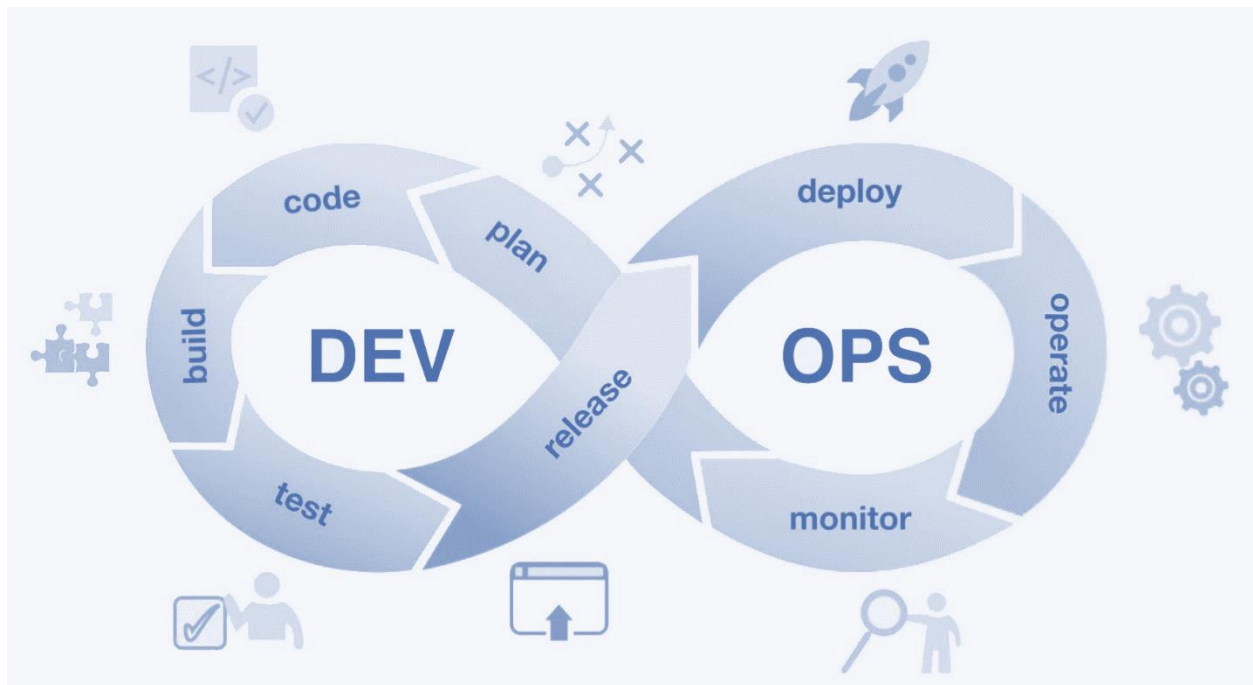 </>
code
plan
deploy
build
DEV
OPS
operate
release
test
monitor